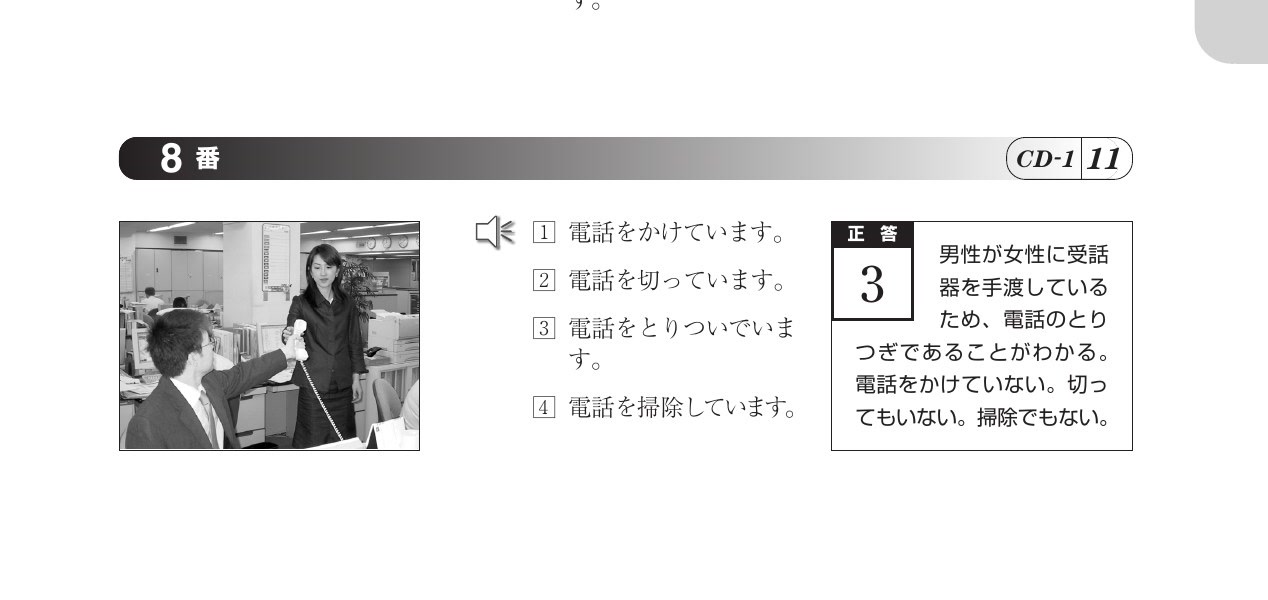 す。
8 番
CD-1 11
1 電話をかけています。
2 電話を切っています。
3 電話をとりついでいま
す。
4 電話を掃除しています。
正 答
3
男性が女性に受話
器を手渡している
ため、電話のとり
つぎであることがわかる。
電話をかけていない。切っ
てもいない。掃除でもない。